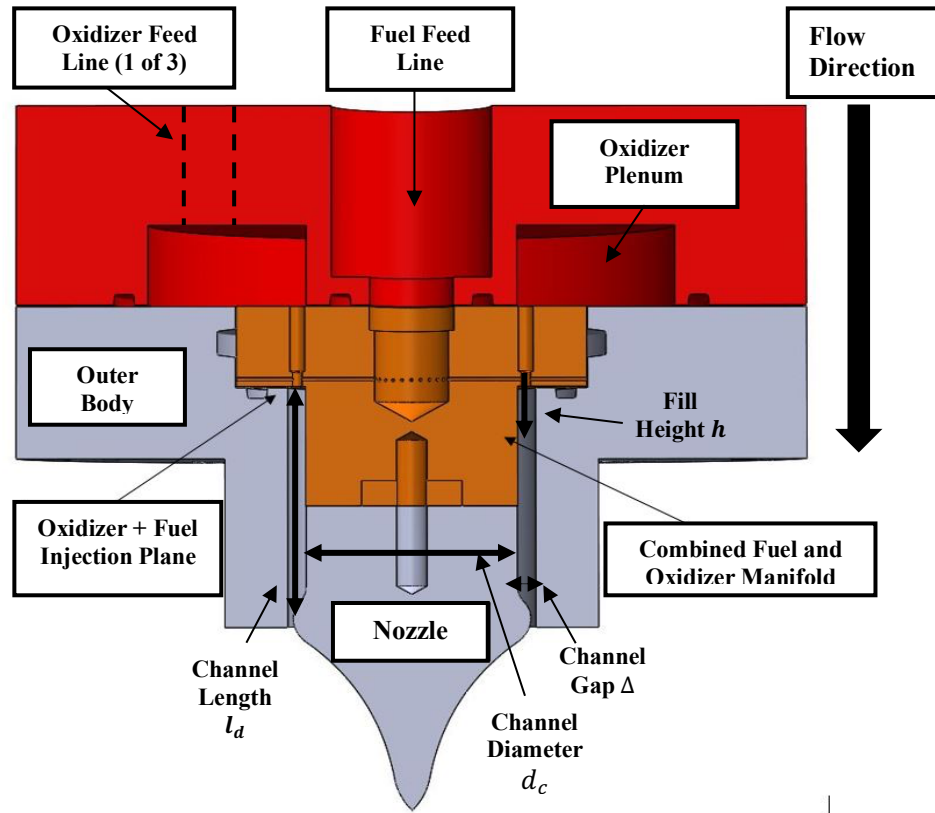 Oxidizer Feed
Line (1 of 3)
Fuel Feed
Line
Flow
Direction
Oxidizer
Plenum
Outer
Body
Fill
Height h
Oxidizer + Fuel
Injection Plane
Combined Fuel and
Oxidizer Manifold
Nozzle
Channel
Length
l_d
Channel
Gap Δ
Channel
Diameter
d_c